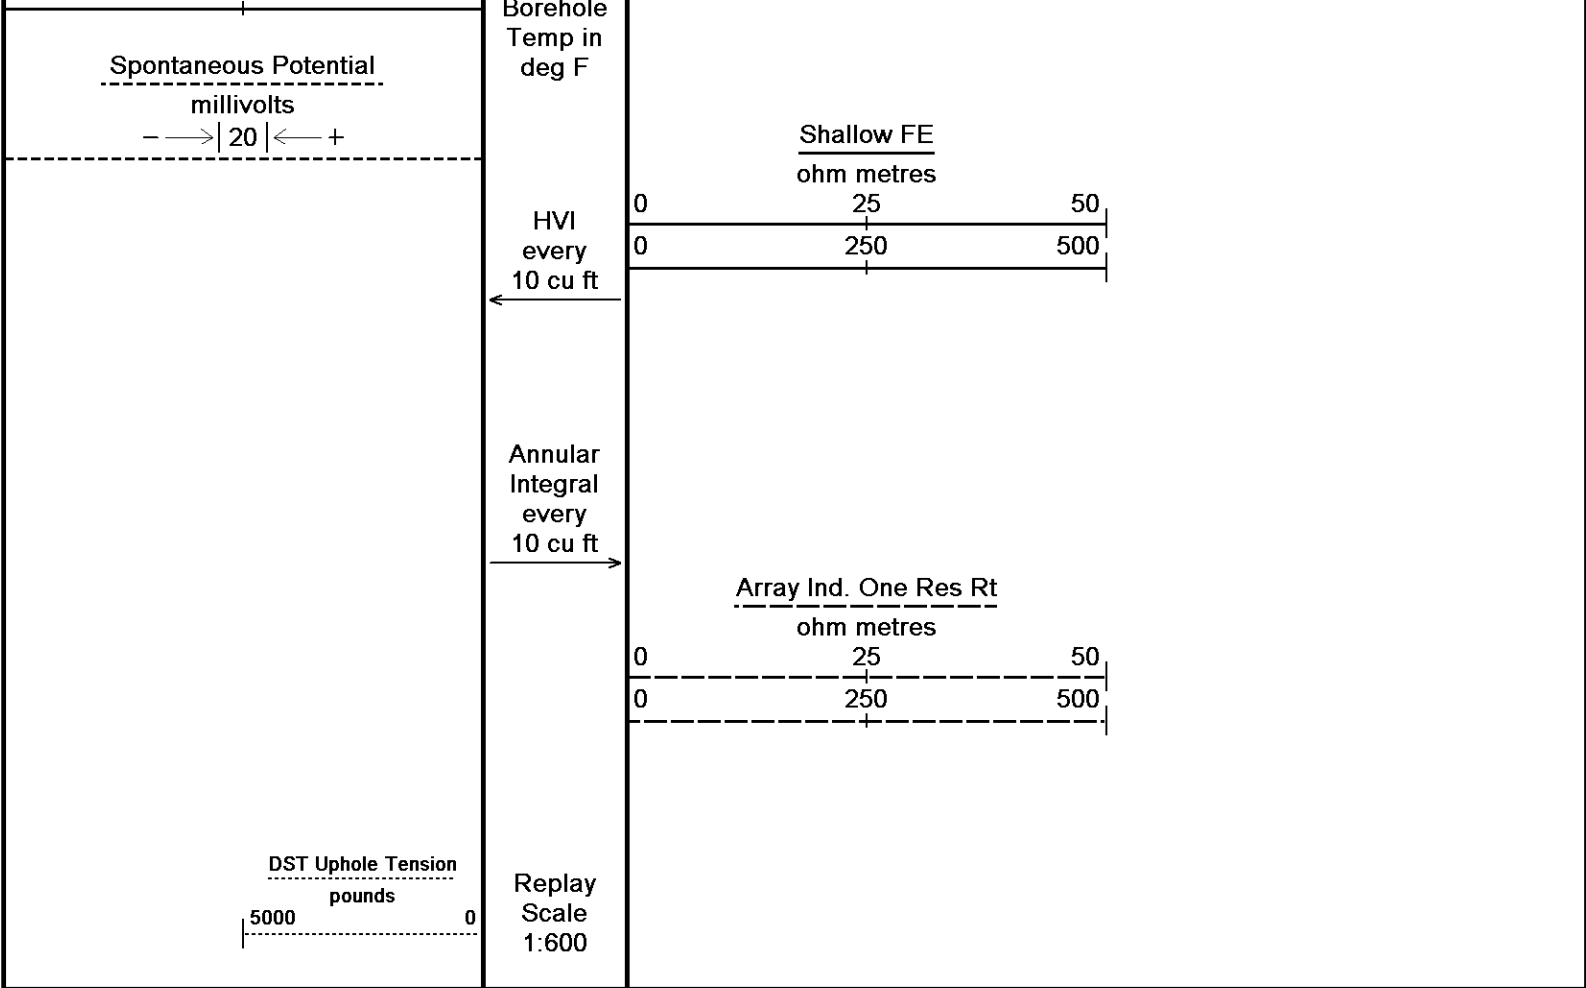 Spontaneous Potential
millivolts
− → | 20 | ← +
DST Uphole Tension
pounds
5000 0
Borehole
Temp in
deg F
HVI
every
10 cu ft
Annular
Integral
every
10 cu ft
Replay
Scale
1:600
Shallow FE
ohm metres
0 25 50
0 250 500
Array Ind. One Res Rt
ohm metres
0 25 50
0 250 500